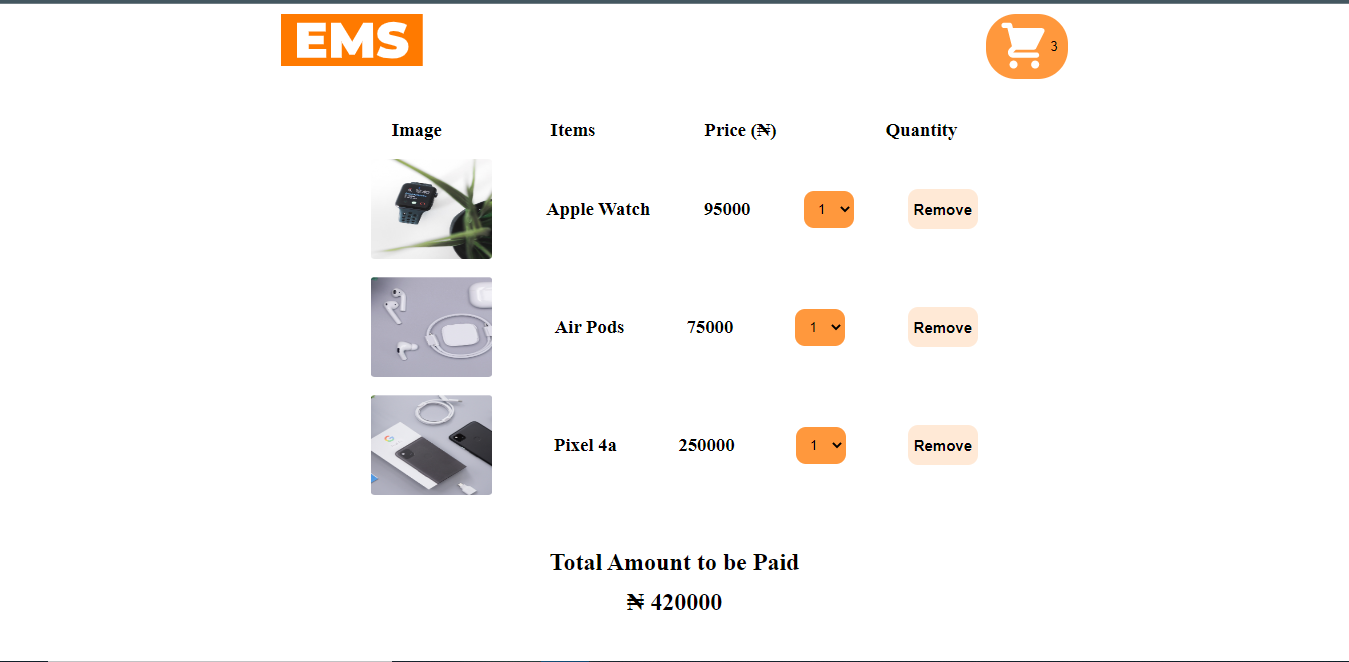 EMS
3
Image Items Price (₦) Quantity
Apple Watch 95000 1 Remove
Air Pods 75000 1 Remove
Pixel 4a 250000 1 Remove
Total Amount to be Paid
₦ 420000